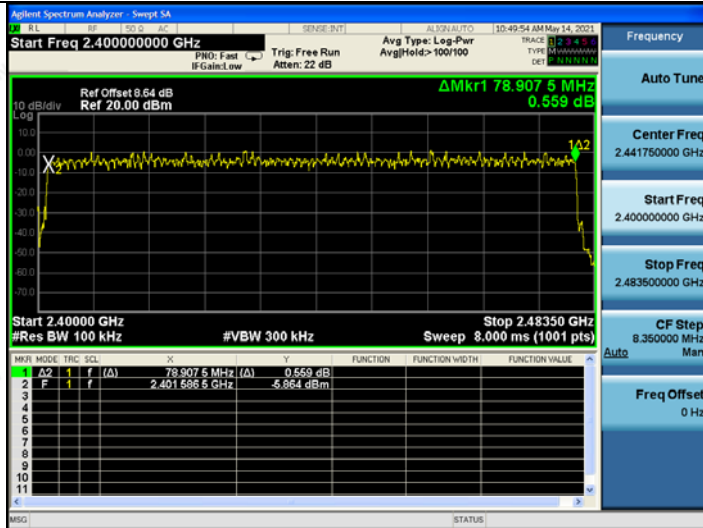 Agilent Spectrum Analyzer - Swept SA
RL RF 50 Ω AC SENSE:INT ALIGN AUTO 10:49:54 AM May 14, 2021
Start Freq 2.400000000 GHz
PNO: Fast
IFGain:Low
Trig: Free Run
Atten: 22 dB
Avg Type: Log-Pwr
Avg|Hold:>100/100
TRACE 1 2 3 4 5 6
TYPE
DET P N N N N N
ΔMkr1 78.907 5 MHz
0.559 dB
Ref Offset 8.64 dB
10 dB/div Ref 20.00 dBm
Log
10.0
0.00
-10.0
-20.0
-30.0
-40.0
-50.0
-60.0
-70.0
X2
1Δ2
Start 2.40000 GHz Stop 2.48350 GHz
#Res BW 100 kHz #VBW 300 kHz Sweep 8.000 ms (1001 pts)
MKR MODE TRC SCL X Y FUNCTION FUNCTION WIDTH FUNCTION VALUE
1 Δ2 1 f (Δ) 78.907 5 MHz (Δ) 0.559 dB
2 F 1 f 2.401 586 5 GHz -5.864 dBm
3
4
5
6
7
8
9
10
11
MSG STATUS
Frequency
Auto Tune
Center Freq
2.441750000 GHz
Start Freq
2.400000000 GHz
Stop Freq
2.483500000 GHz
CF Step
8.350000 MHz
Auto Man
Freq Offset
0 Hz